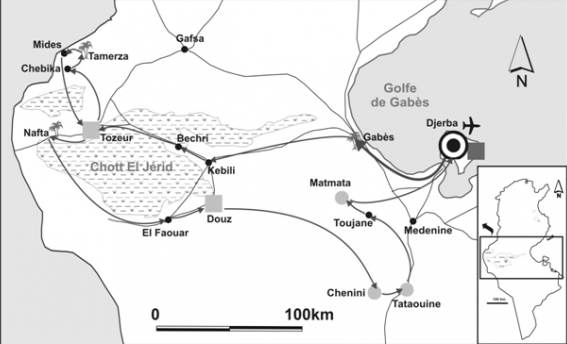 Gafsa
Mides
Tamerza
Chebika
Golfe
de Gabès
Djerba
Nafta
Tozeur
Bechri
Gabès
Chott El Jérid
Kebili
Matmata
Douz
Toujane
Medenine
El Faouar
Chenini
Tataouine
0
100km
N
N
100 km